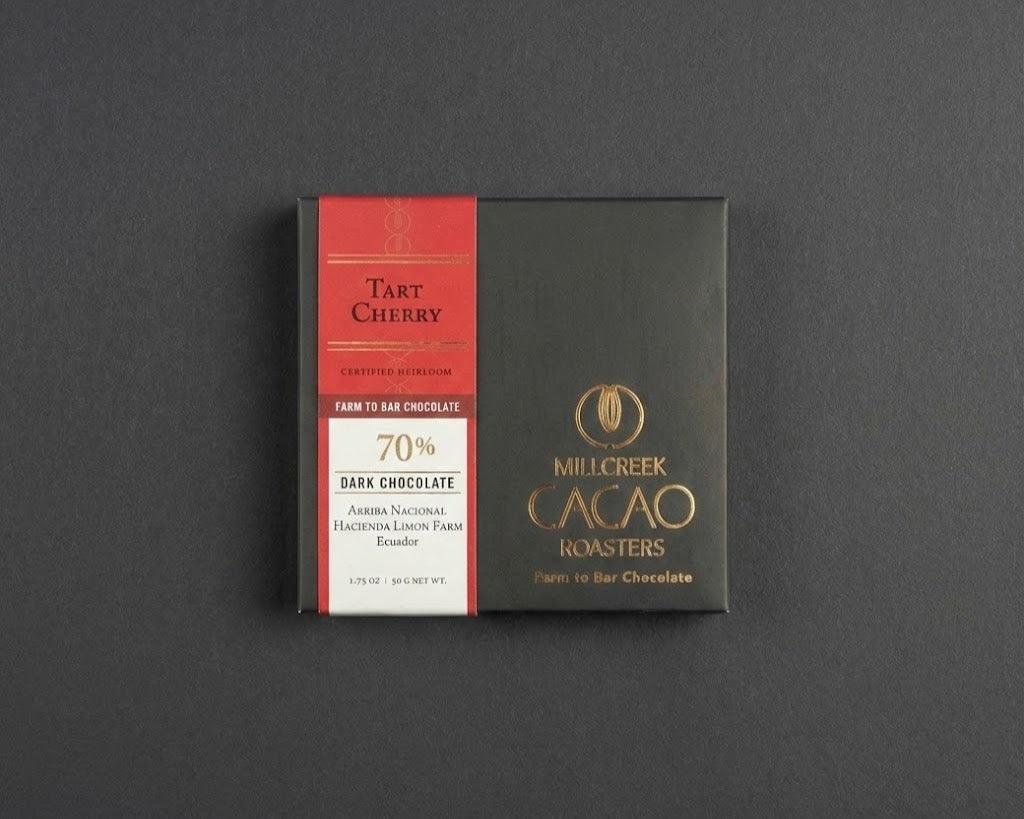 Tart
Cherry
CERTIFIED HEIRLOOM
FARM TO BAR CHOCOLATE
70%
DARK CHOCOLATE
Arriba Nacional
Hacienda Limon Farm
Ecuador
1.75 OZ | 50 G NET WT.
MILLCREEK
CACAO
ROASTERS
Farm to Bar Chocolate